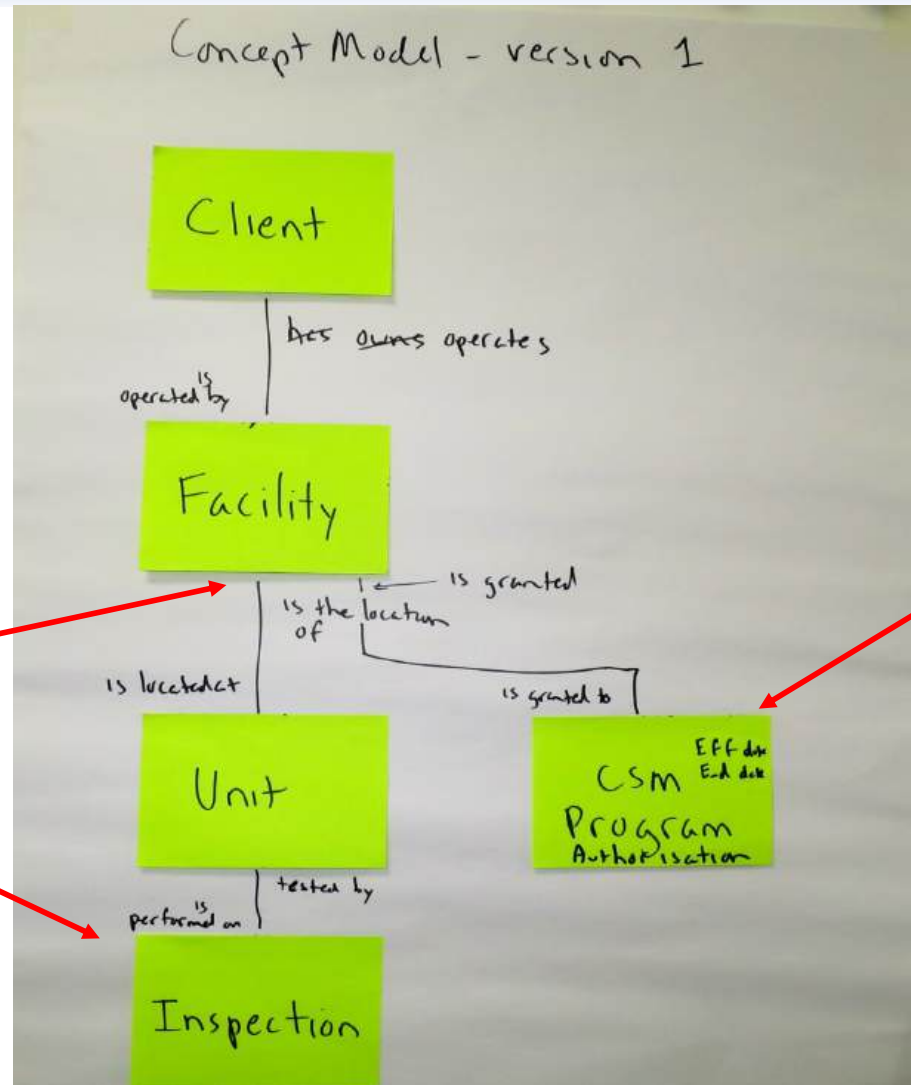 Concept Model - version 1
Client
has owns operates
is
operated by
Facility
is granted
is the location
of
is located at
is granted to
Unit
Eff date
CSM End date
Program
Authorisation
tested by
is
performed on
Inspection